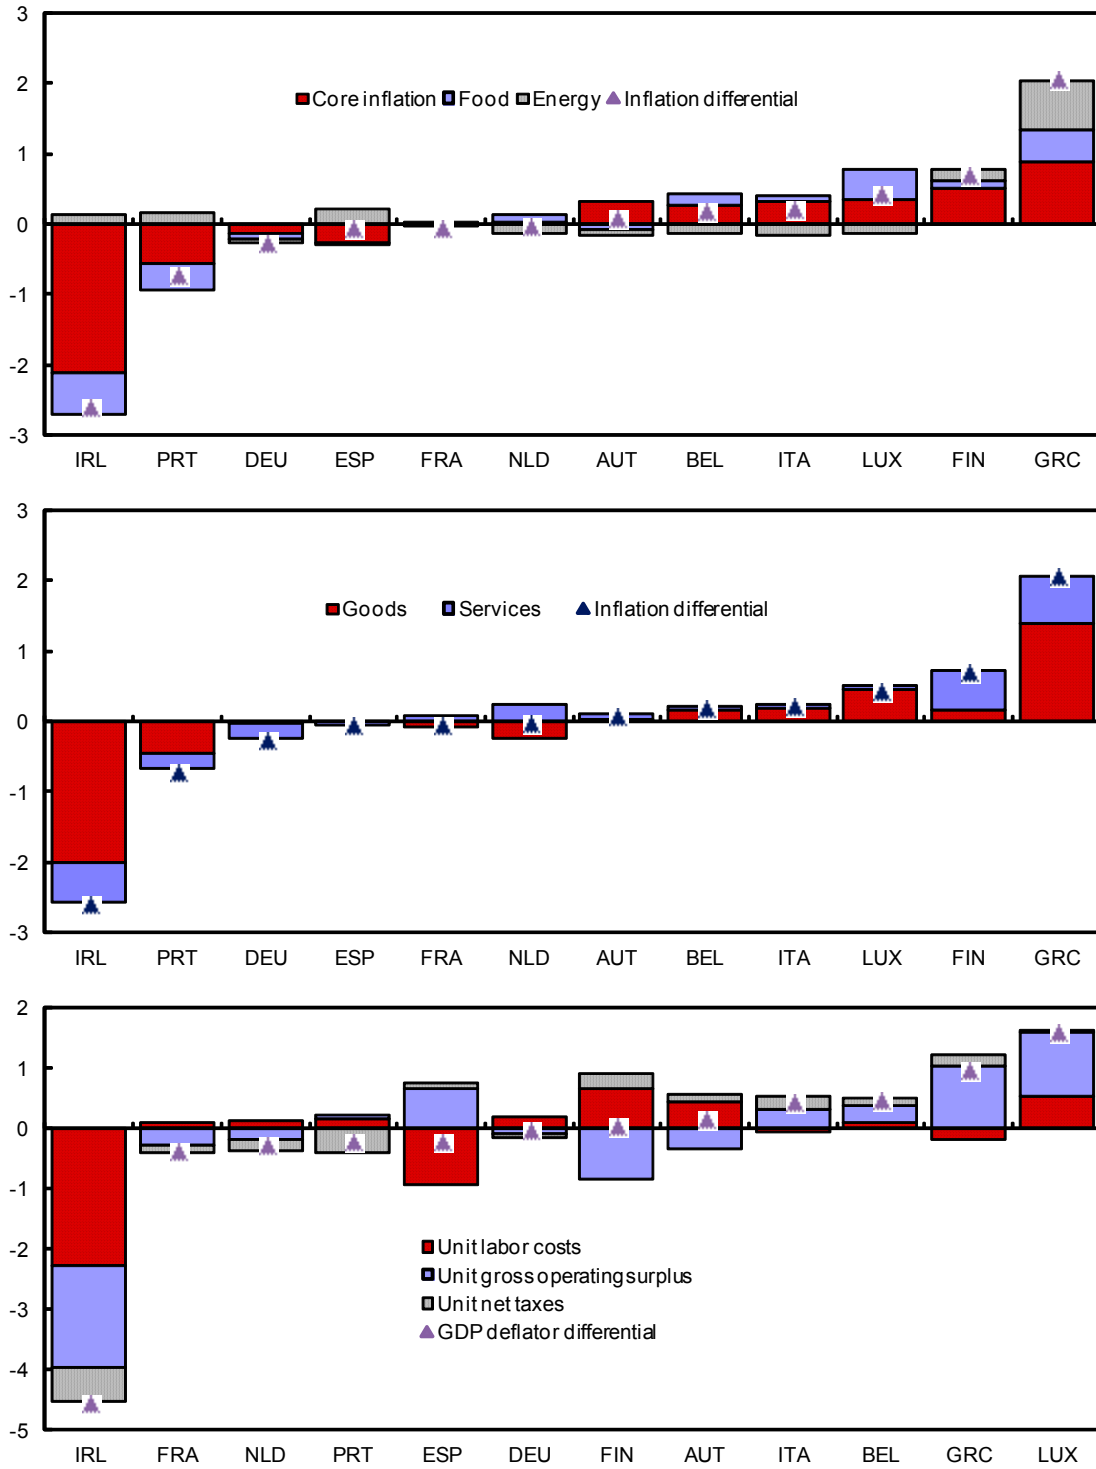 3
2
Core inflation Food Energy Inflation differential
1
0
-1
-2
-3
IRL PRT DEU ESP FRA NLD AUT BEL ITA LUX FIN GRC
3
2
Goods Services Inflation differential
1
0
-1
-2
-3
IRL PRT DEU ESP FRA NLD AUT BEL ITA LUX FIN GRC
2
1
0
-1
-2
Unit labor costs
Unit gross operating surplus
-3
Unit net taxes
GDP deflator differential
-4
-5
IRL FRA NLD PRT ESP DEU FIN AUT ITA BEL GRC LUX